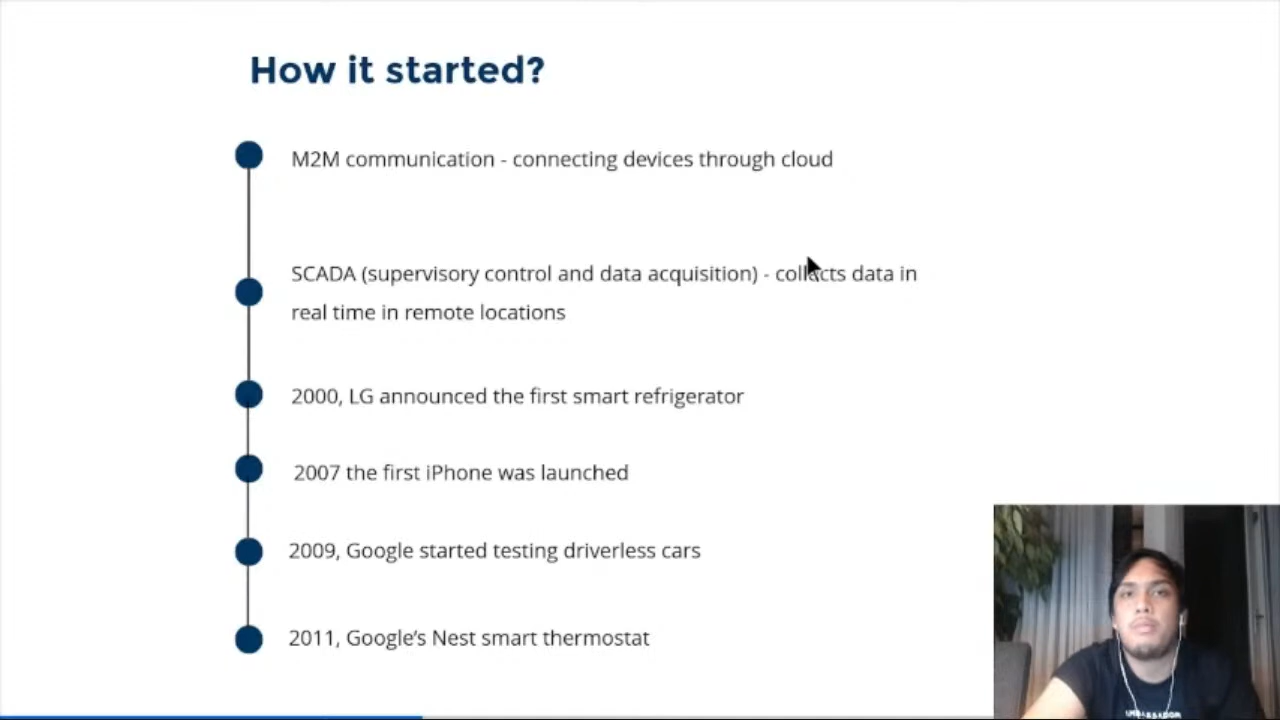 How it started?
M2M communication - connecting devices through cloud
SCADA (supervisory control and data acquisition) - collects data in
real time in remote locations
2000, LG announced the first smart refrigerator
2007 the first iPhone was launched
2009, Google started testing driverless cars
2011, Google’s Nest smart thermostat